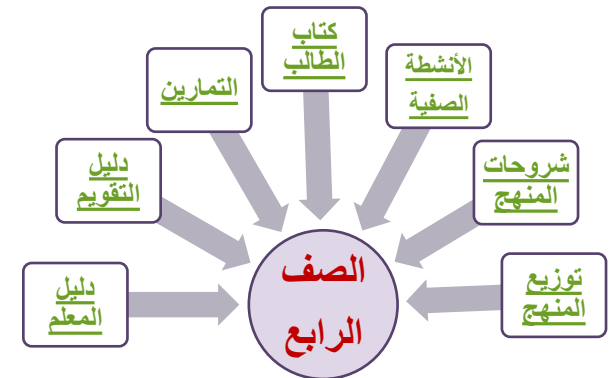 كتاب
الطالب
الأنشطة
الصفية
التمارين
شروحات
المنهج
دليل
التقويم
توزيع
المنهج
دليل
المعلم
الصف
الرابع